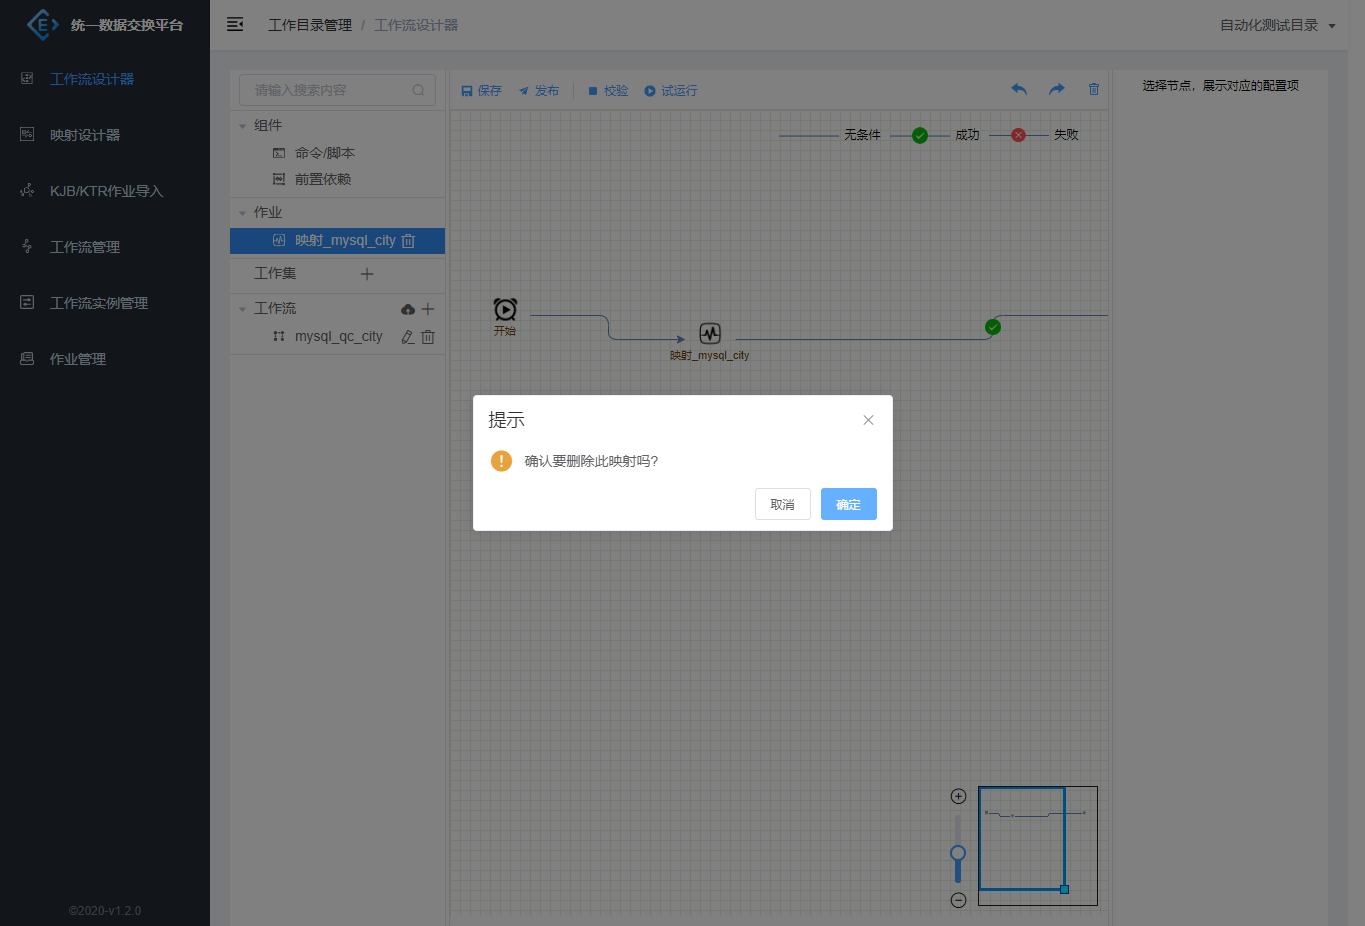 统一数据交换平台
工作目录管理 / 工作流设计器
自动化测试目录
工作流设计器
映射设计器
KJB/KTR作业导入
工作流管理
工作流实例管理
作业管理
©2020-v1.2.0
请输入搜索内容
组件
命令/脚本
前置依赖
作业
映射_mysql_city
工作集
工作流
mysql_qc_city
保存 发布 校验 试运行
无条件 成功 失败
开始
映射_mysql_city
选择节点，展示对应的配置项
提示
确认要删除此映射吗?
取消 确定